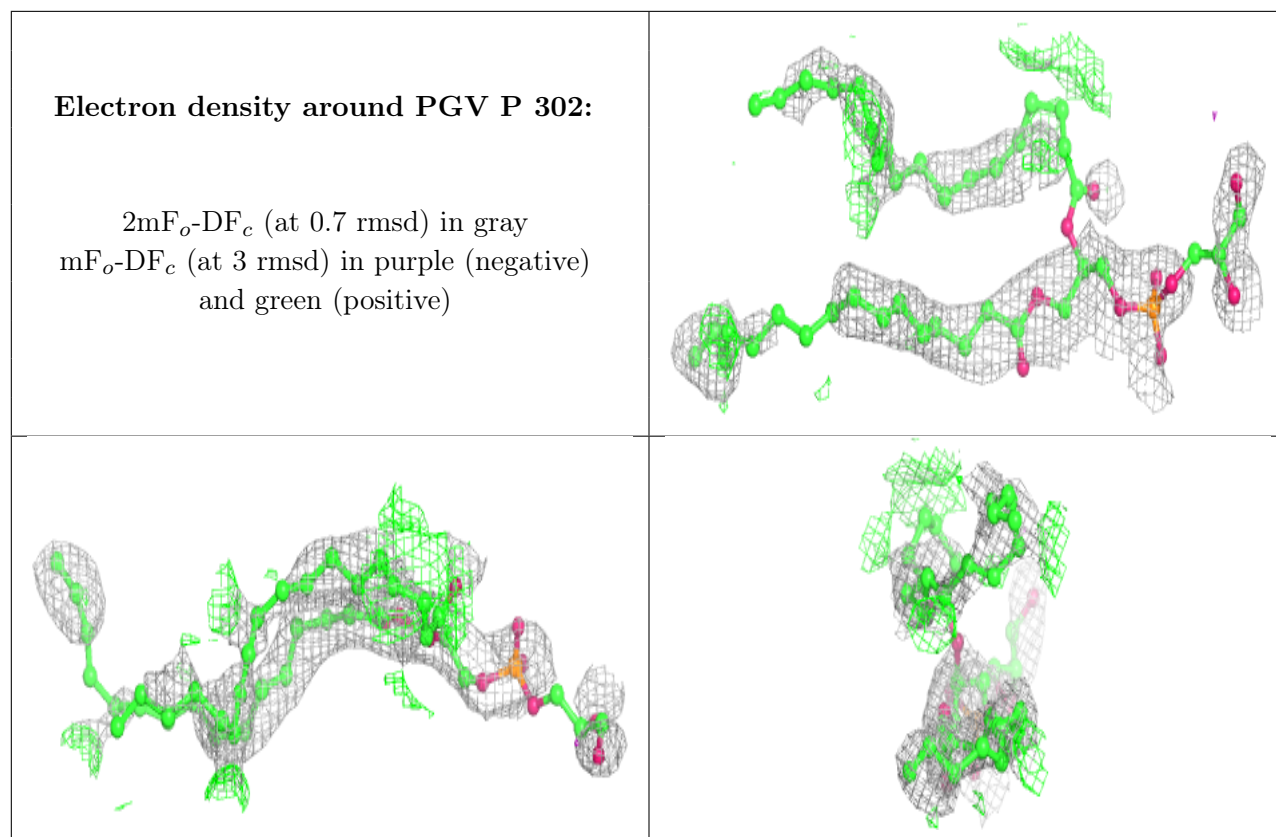 Electron density around PGV P 302:
2mFo-DFc (at 0.7 rmsd) in gray
mFo-DFc (at 3 rmsd) in purple (negative)
and green (positive)